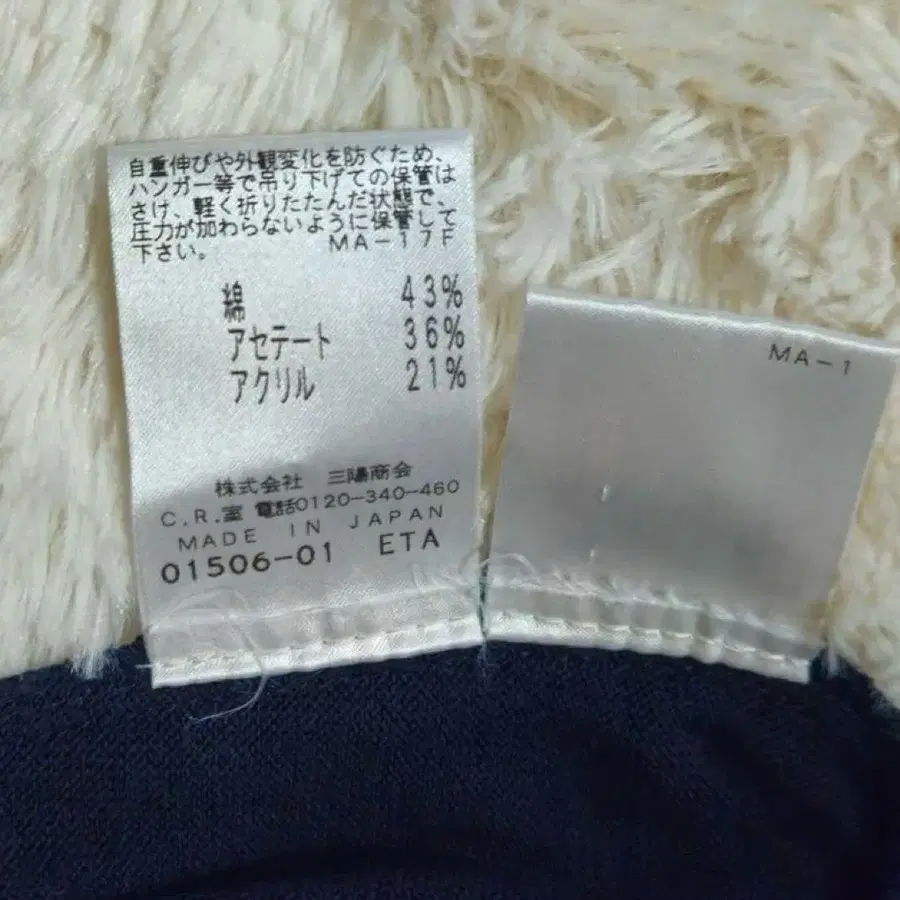 自重伸びや外観変化を防ぐため、
ハンガー等で吊り下げての保管は
さけ、軽く折りたたんだ状態で、
圧力が加わらないように保管して
下さい。 MA-17F
綿 43%
アセテート 36%
アクリル 21%
株式会社 三陽商会
C.R.室 電話0120-340-460
MADE IN JAPAN
01506-01 ETA
MA-1